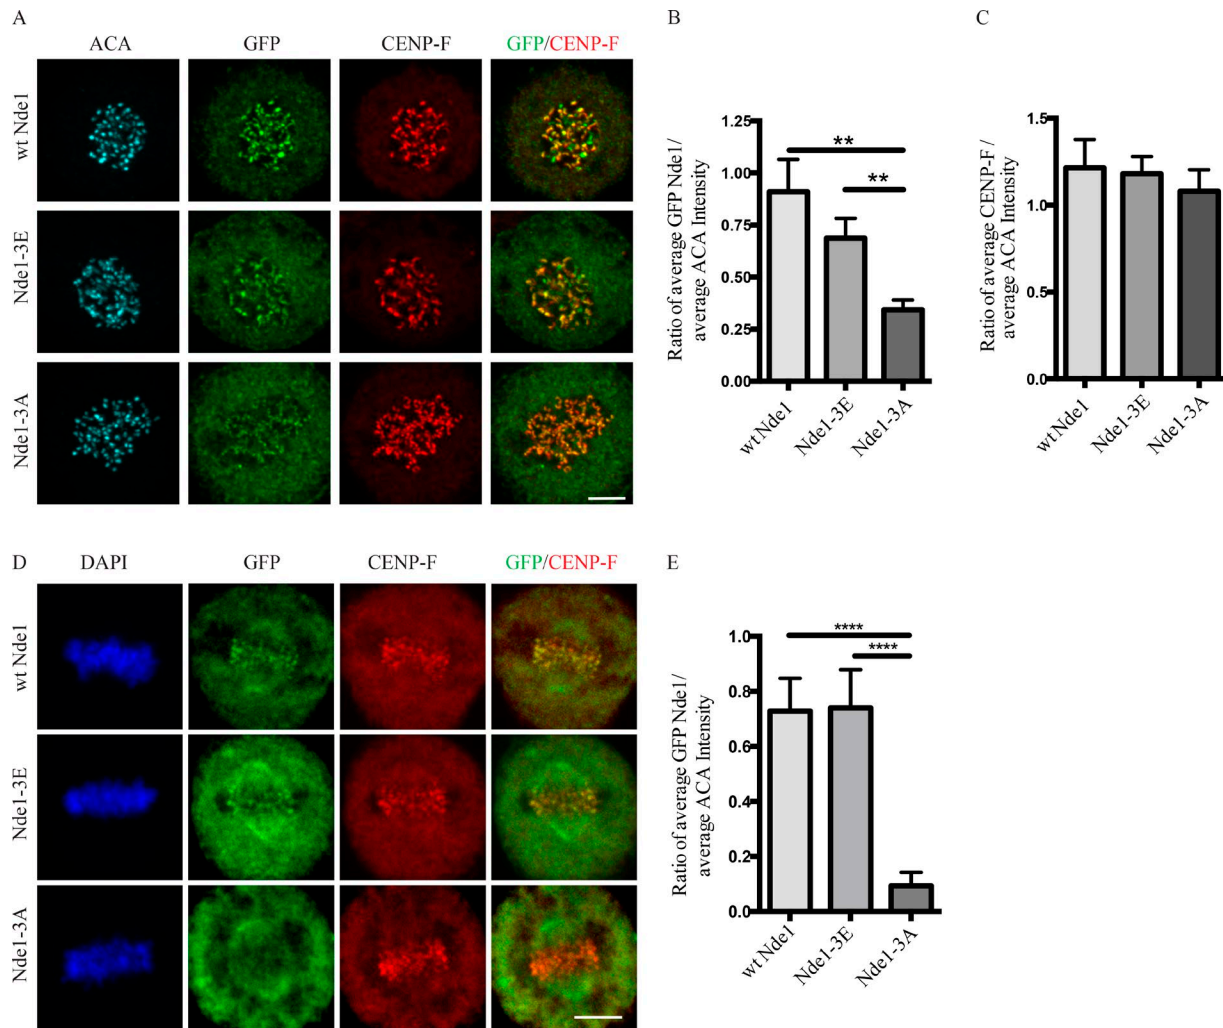 A
ACA
GFP
CENP-F
GFP/CENP-F
wt Nde1
Nde1-3E
Nde1-3A
B
Ratio of average GFP Nde1/
average ACA Intensity
1.25
1.00
0.75
0.50
0.25
0.00
**
**
wt Nde1
Nde1-3E
Nde1-3A
C
Ratio of average CENP-F /
average ACA Intensity
1.5
1.0
0.5
0.0
wt Nde1
Nde1-3E
Nde1-3A
D
DAPI
GFP
CENP-F
GFP/CENP-F
wt Nde1
Nde1-3E
Nde1-3A
E
Ratio of average GFP Nde1/
average ACA Intensity
1.0
0.8
0.6
0.4
0.2
0.0
****
****
wt Nde1
Nde1-3E
Nde1-3A